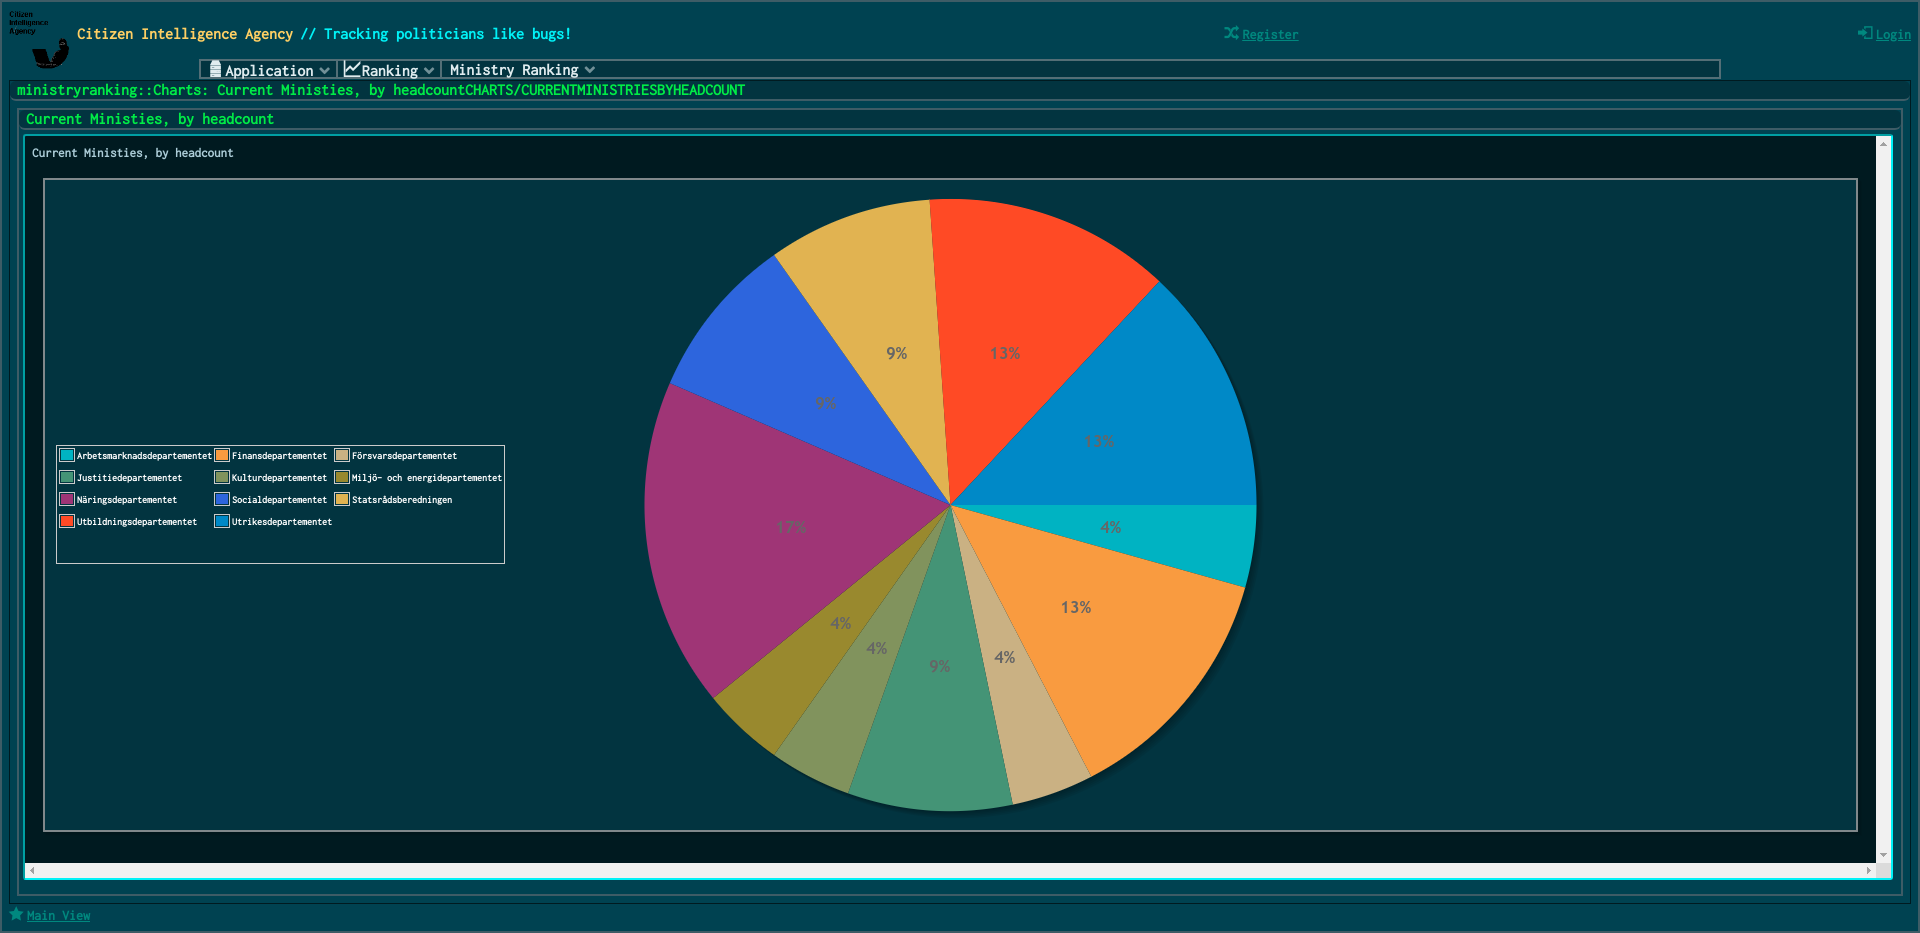 Citizen
Intelligence
Agency
Citizen Intelligence Agency // Tracking politicians like bugs!
Register
Login
Application
Ranking
Ministry Ranking
ministryranking::Charts: Current Ministies, by headcountCHARTS/CURRENTMINISTRIESBYHEADCOUNT
Current Ministies, by headcount
Current Ministies, by headcount
9%
13%
9%
13%
Arbetsmarknadsdepartementet Finansdepartementet Försvarsdepartementet
Justitiedepartementet Kulturdepartementet Miljö- och energidepartementet
Näringsdepartementet Socialdepartementet Statsrådsberedningen
Utbildningsdepartementet Utrikesdepartementet
17%
4%
13%
4%
4%
4%
9%
Main View